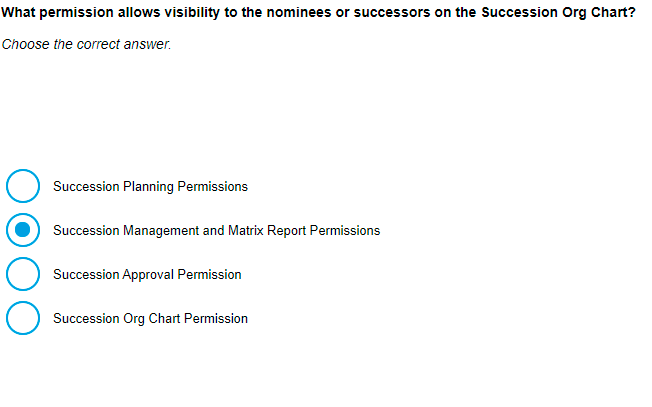 What permission allows visibility to the nominees or successors on the Succession Org Chart?
Choose the correct answer.
Succession Planning Permissions
Succession Management and Matrix Report Permissions
Succession Approval Permission
Succession Org Chart Permission